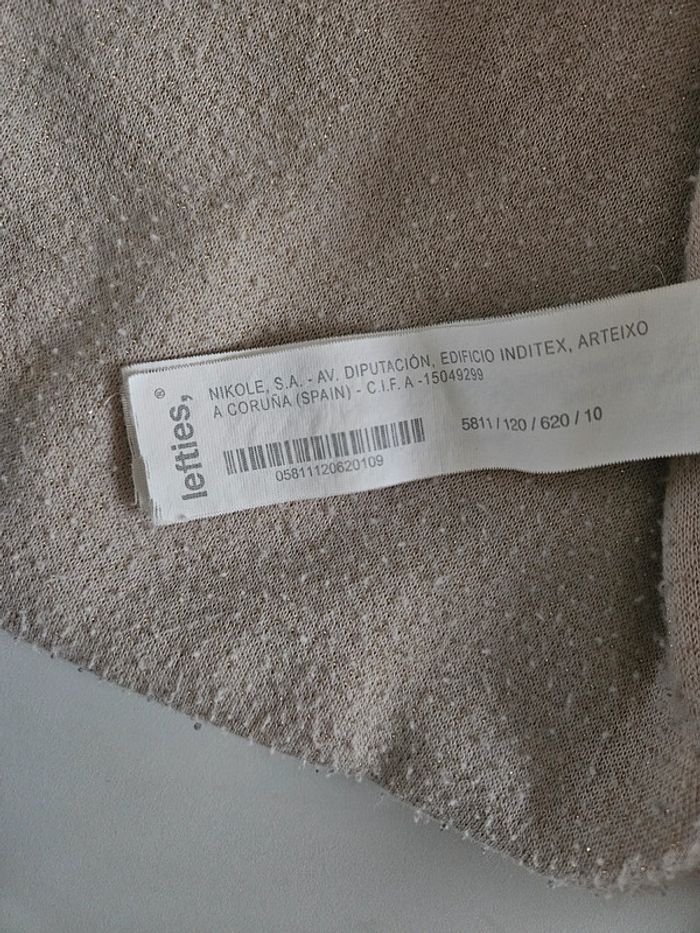 lefties,®
NIKOLE, S.A. - AV. DIPUTACIÓN, EDIFICIO INDITEX, ARTEIXO
A CORUÑA (SPAIN) - C.I.F. A -15049299
05811120620109
5811 / 120 / 620 / 10